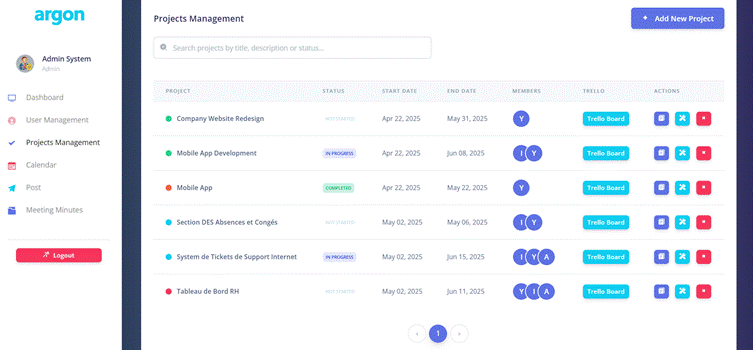 argon
Admin System
Admin
Dashboard
User Management
Projects Management
Calendar
Post
Meeting Minutes
Logout
Projects Management
Add New Project
Search projects by title, description or status...
PROJECT STATUS START DATE END DATE MEMBERS TRELLO ACTIONS
Company Website Redesign NOT STARTED Apr 22, 2025 May 31, 2025 Y Trello Board
Mobile App Development IN PROGRESS Apr 22, 2025 Jun 08, 2025 I Y Trello Board
Mobile App COMPLETED Apr 22, 2025 May 22, 2025 Y Trello Board
Section DES Absences et Congés NOT STARTED May 02, 2025 May 06, 2025 I Y Trello Board
System de Tickets de Support Internet IN PROGRESS May 02, 2025 Jun 15, 2025 I Y A Trello Board
Tableau de Bord RH NOT STARTED May 02, 2025 Jun 11, 2025 Y I A Trello Board
‹ 1 ›